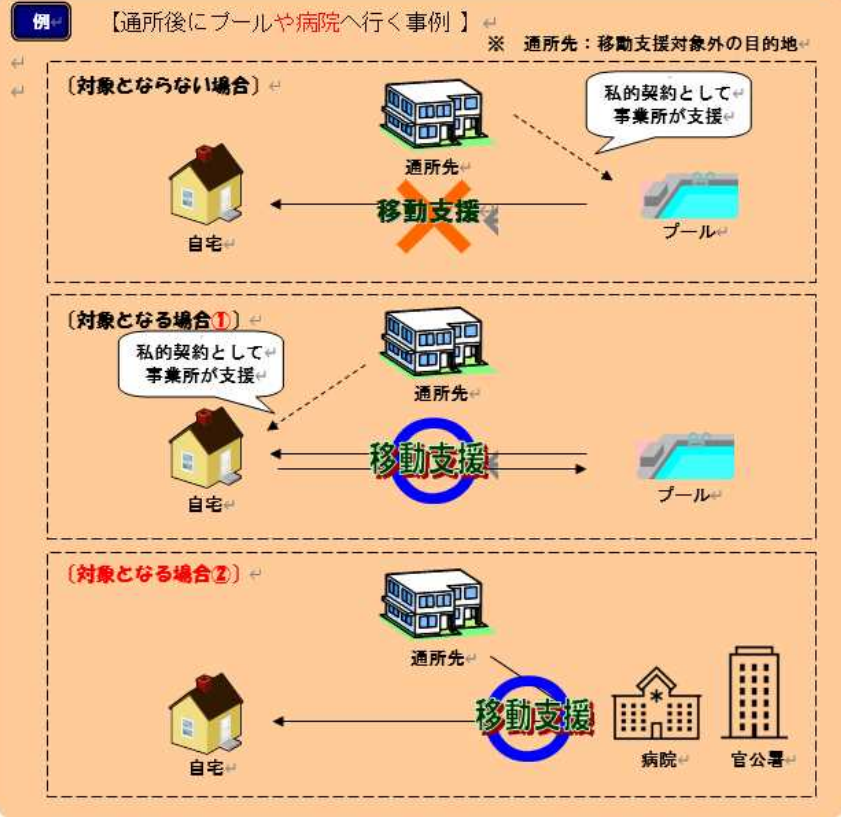 例
【通所後にプールや病院へ行く事例 】
※ 通所先：移動支援対象外の目的地
〔対象とならない場合〕
私的契約として
事業所が支援
通所先
移動支援
自宅
プール
〔対象となる場合①〕
私的契約として
事業所が支援
通所先
移動支援
自宅
プール
〔対象となる場合②〕
通所先
移動支援
自宅
病院
官公署